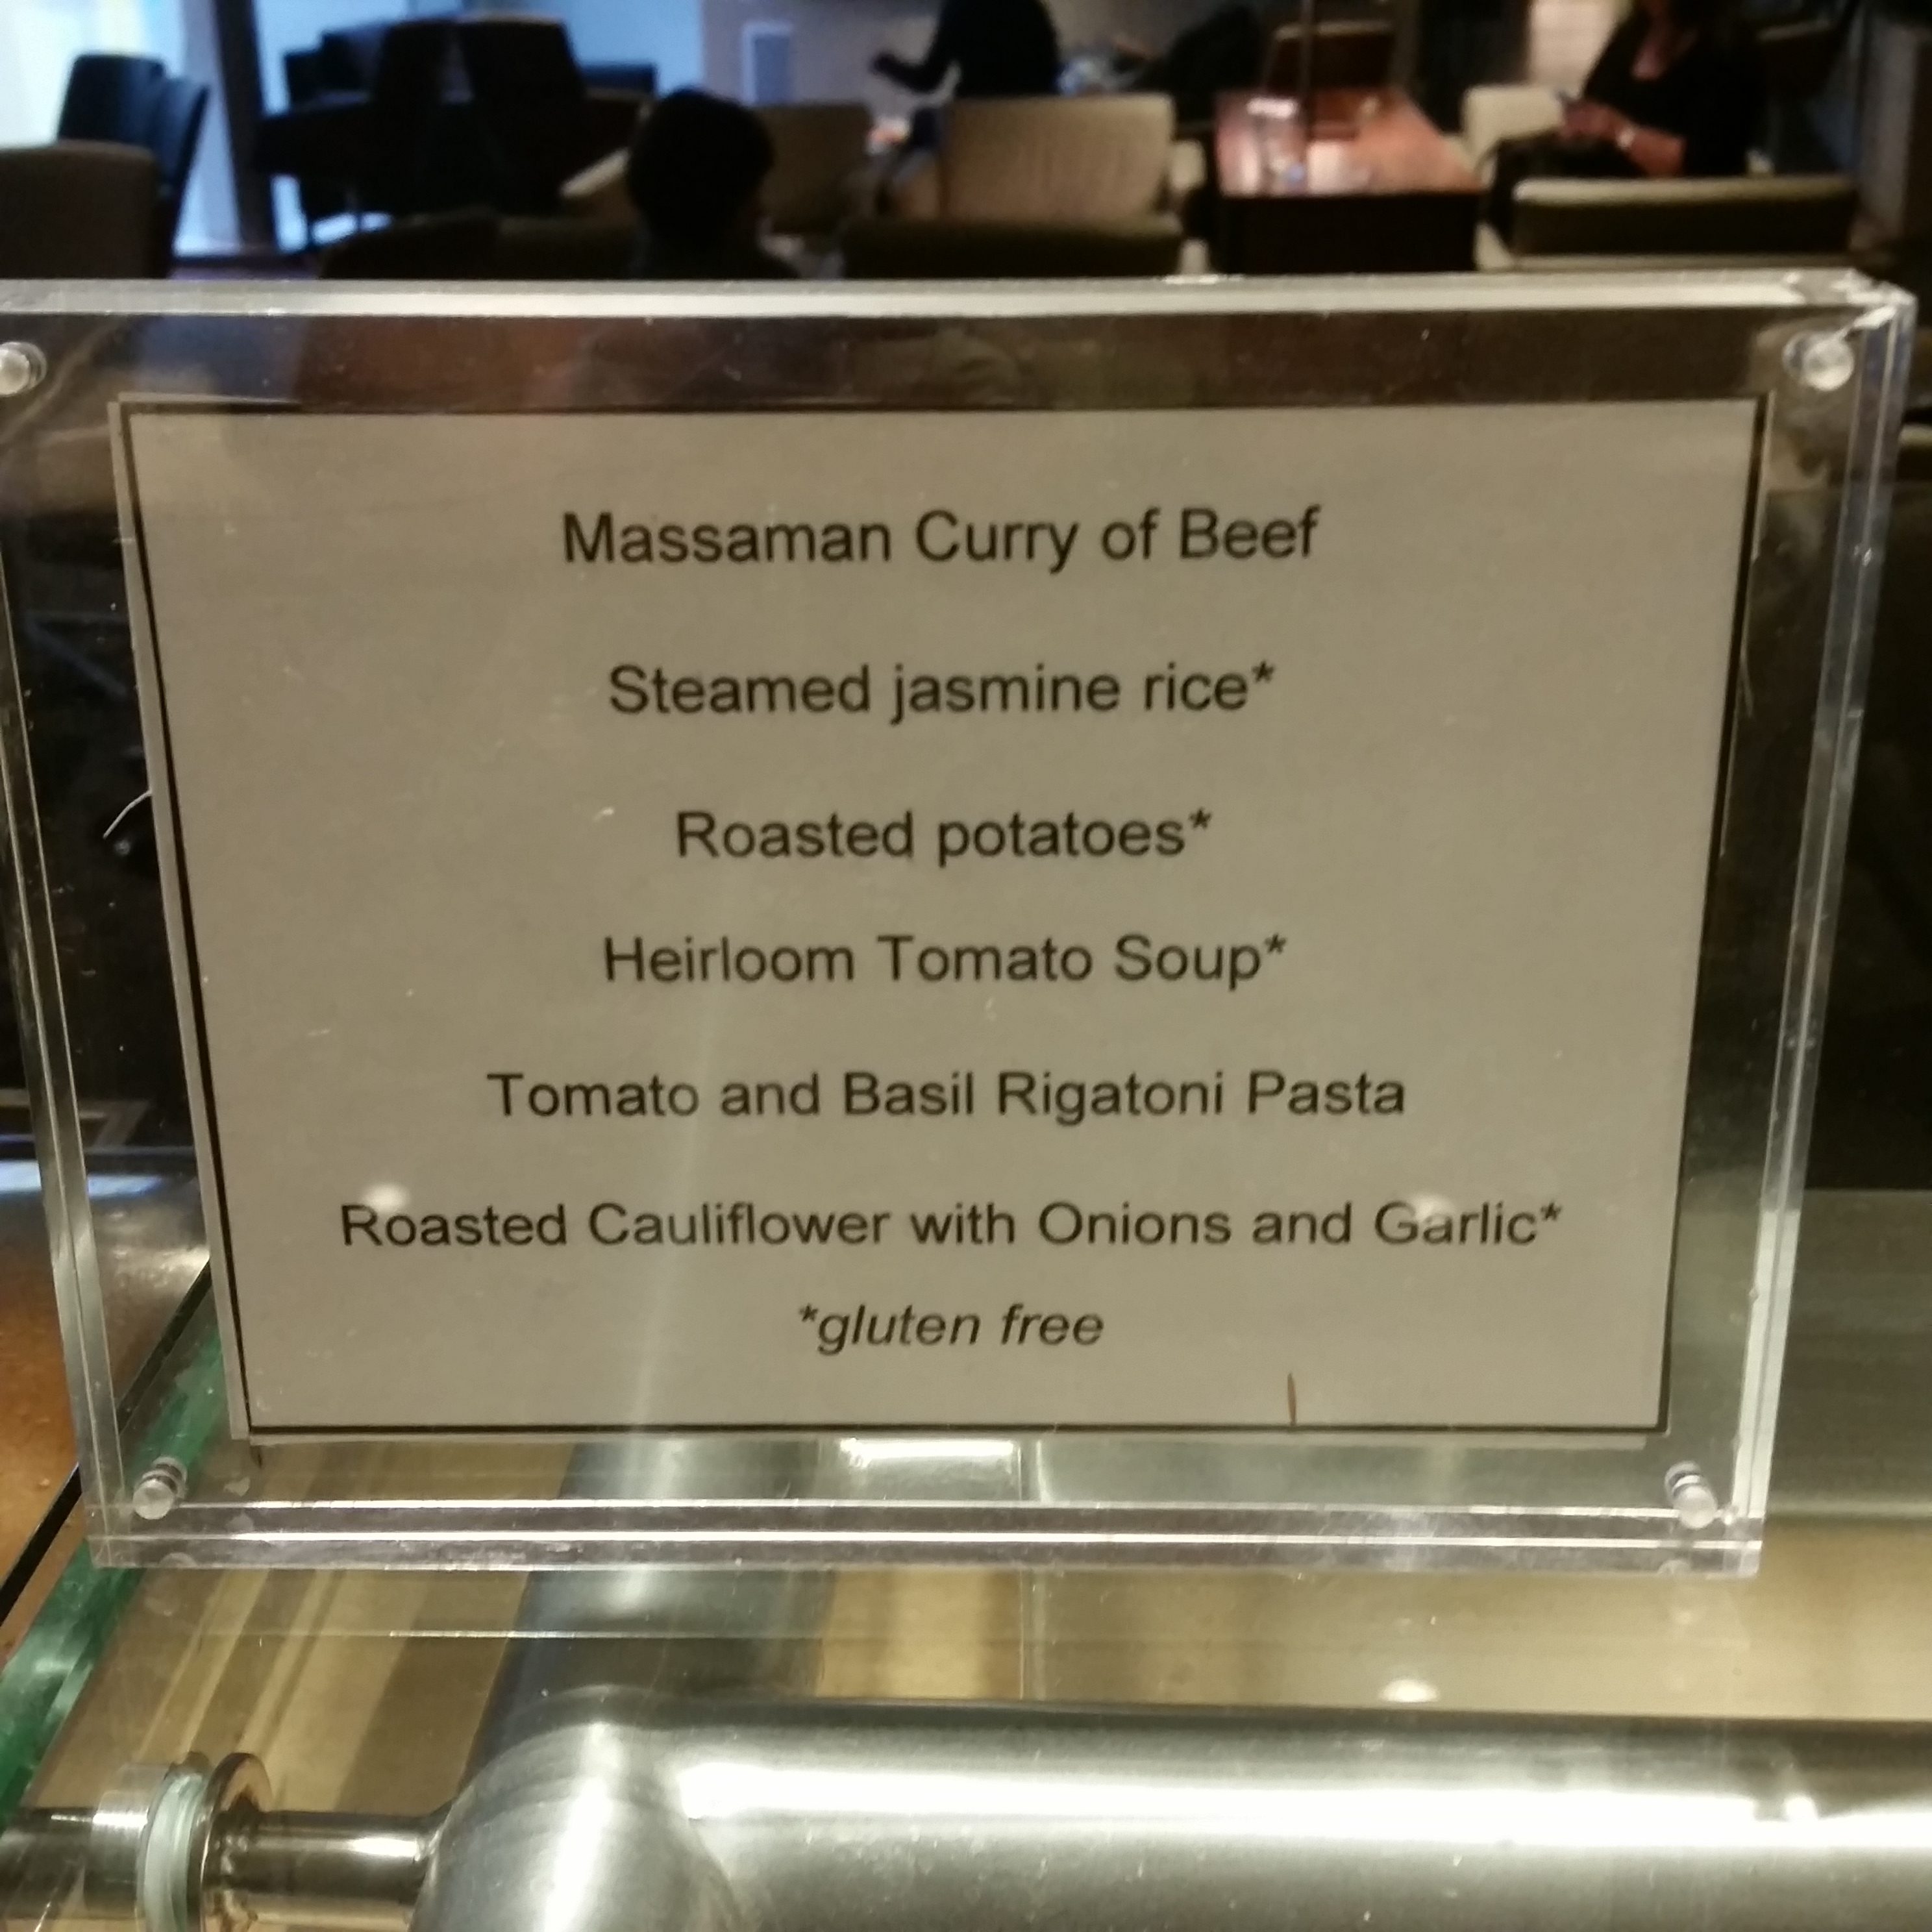 Massaman Curry of Beef
Steamed jasmine rice*
Roasted potatoes*
Heirloom Tomato Soup*
Tomato and Basil Rigatoni Pasta
Roasted Cauliflower with Onions and Garlic*
*gluten free